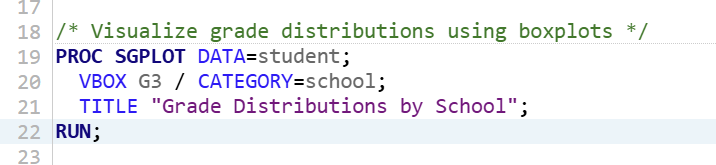 17
18 /* Visualize grade distributions using boxplots */
19 PROC SGPLOT DATA=student;
20   VBOX G3 / CATEGORY=school;
21   TITLE "Grade Distributions by School";
22 RUN;
23